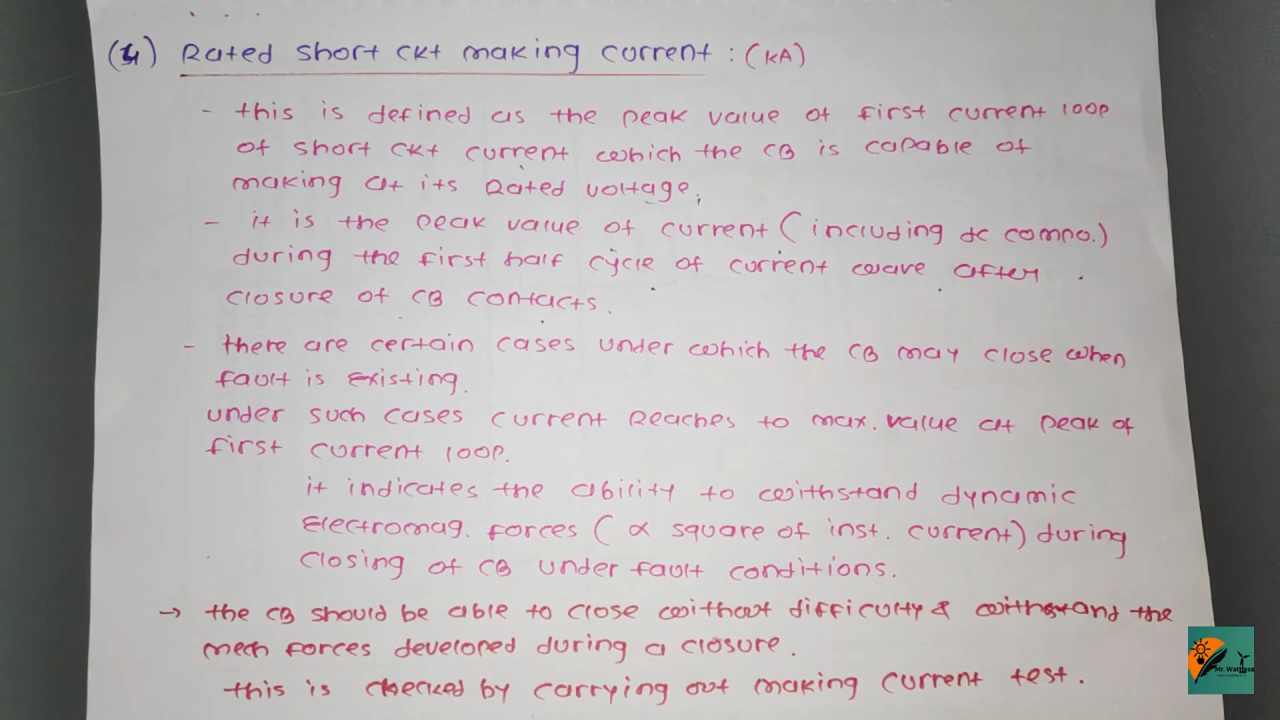 (4) Rated short ckt making current : (kA)
- this is defined as the peak value of first current loop
of short ckt current which the CB is capable of
making at its Rated voltage,
- it is the peak value of current (including dc compo.)
during the first half cycle of current wave after
closure of CB contacts.
- there are certain cases under which the CB may close when
fault is existing.
under such cases current Reaches to max. value at peak of
first current loop.
it indicates the ability to withstand dynamic
Electromag. forces ( ∝ square of inst. current) during
closing of CB under fault conditions.
→ the CB should be able to close without difficulty & withstand the
mech forces developed during a closure.
this is checked by carrying out making current test.